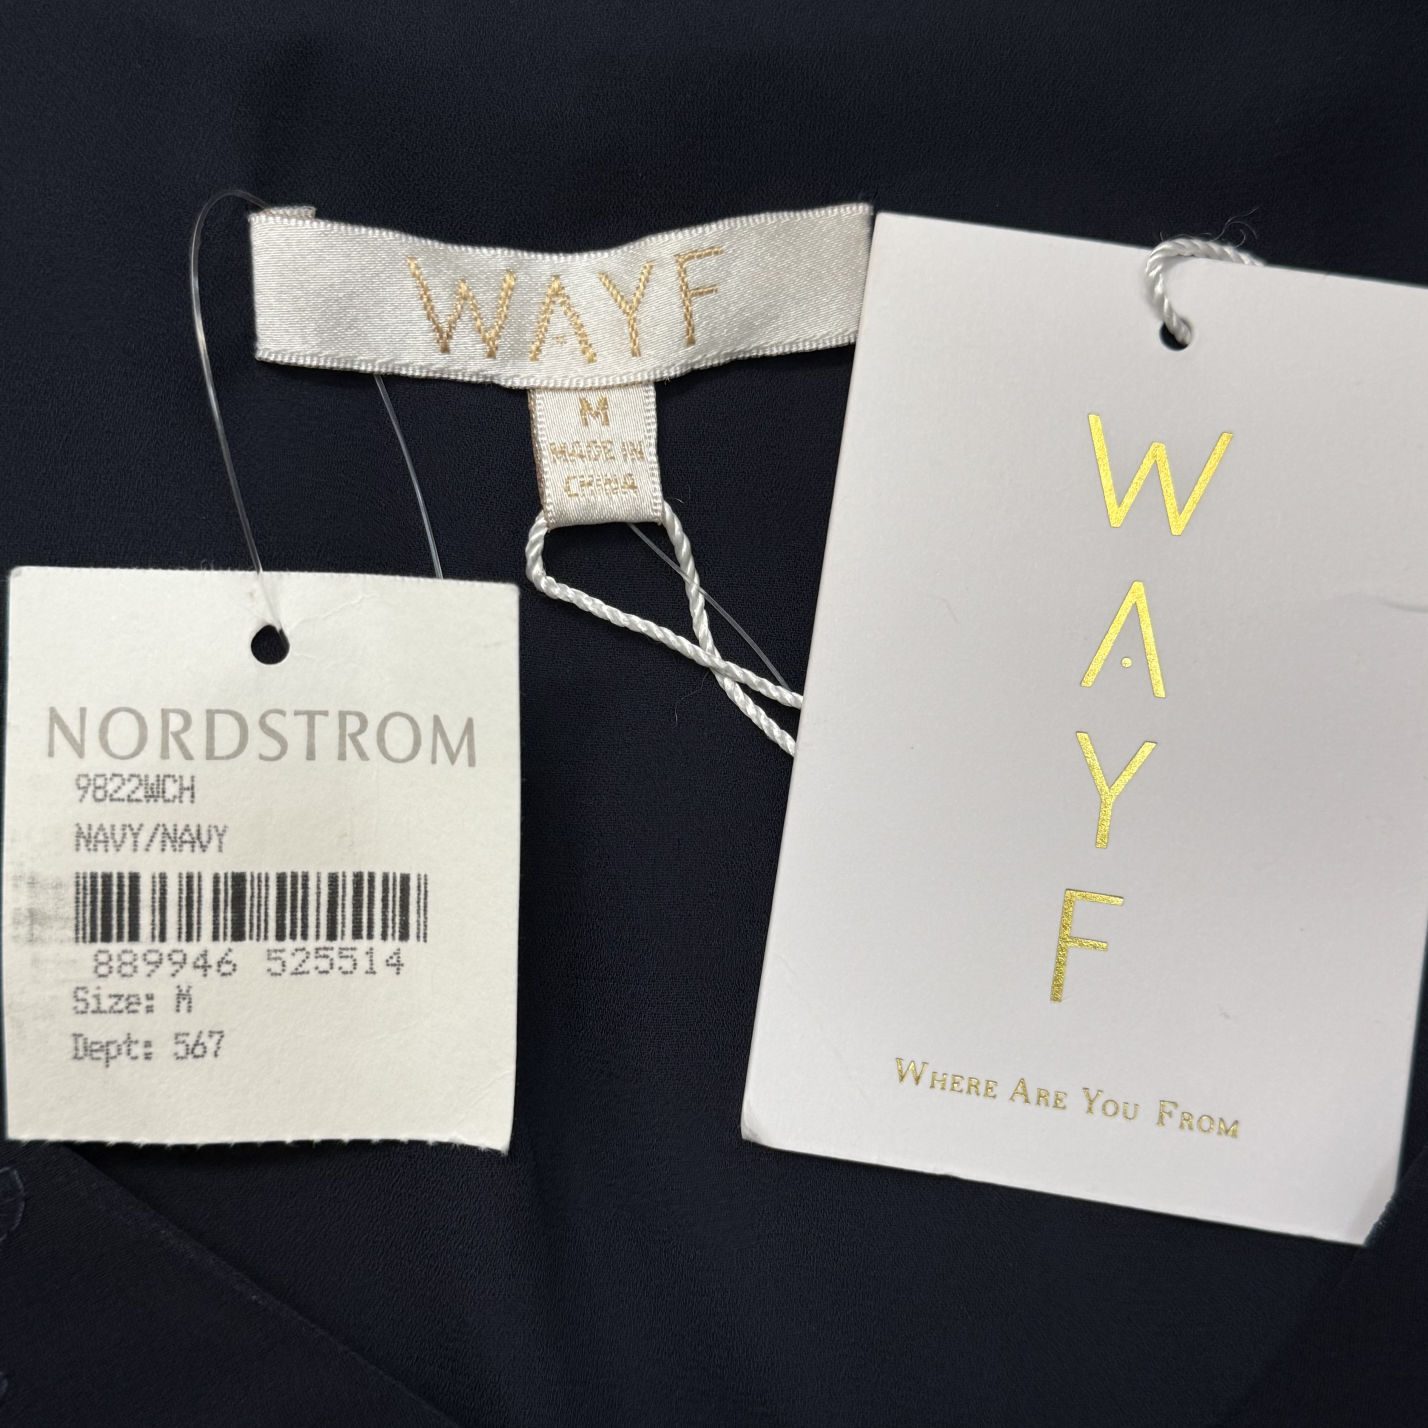 WAYF
M
MADE IN
CHINA
NORDSTROM
9822WCH
NAVY/NAVY
889946 525514
Size: M
Dept: 567
W
A
Y
F
WHERE ARE YOU FROM